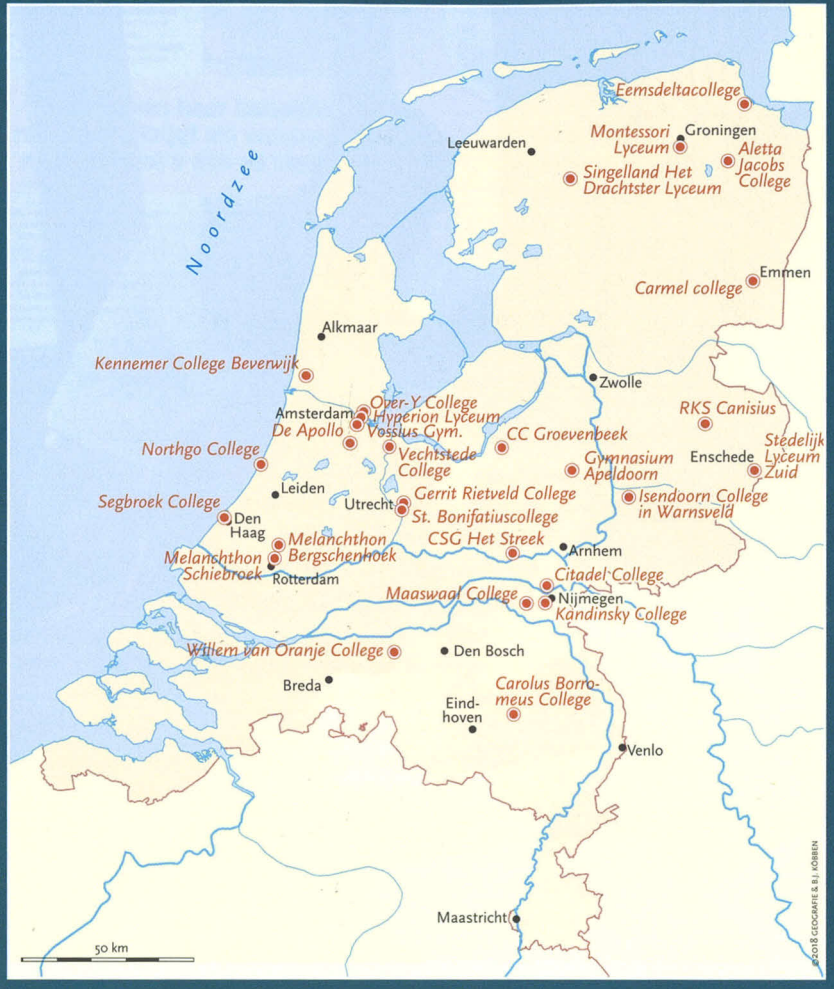 Eemsdeltacollege
Groningen
Montessori
Lyceum
Leeuwarden
Aletta
Jacobs
College
Singelland Het
Drachtster Lyceum
Noordzee
Emmen
Carmel college
Alkmaar
Kennemer College Beverwijk
Zwolle
Over-Y College
RKS Canisius
Amsterdam
Hyperion Lyceum
De Apollo
Vossius Gym.
CC Groevenbeek
Stedelijk
Lyceum
Zuid
Northgo College
Vechtstede
College
Enschede
Gymnasium
Apeldoorn
Leiden
Gerrit Rietveld College
Isendoorn College
in Warnsveld
Segbroek College
Utrecht
St. Bonifatiuscollege
Den
Haag
CSG Het Streek
Melanchthon
Bergschenhoek
Arnhem
Melanchthon
Schiebroek
Rotterdam
Citadel College
Maaswaal College
Nijmegen
Kandinsky College
Willem van Oranje College
Den Bosch
Breda
Carolus Borro-
meus College
Eind-
hoven
Venlo
Maastricht
50 km
©2018 GEOGRAFIE & B.J. KÖBBEN